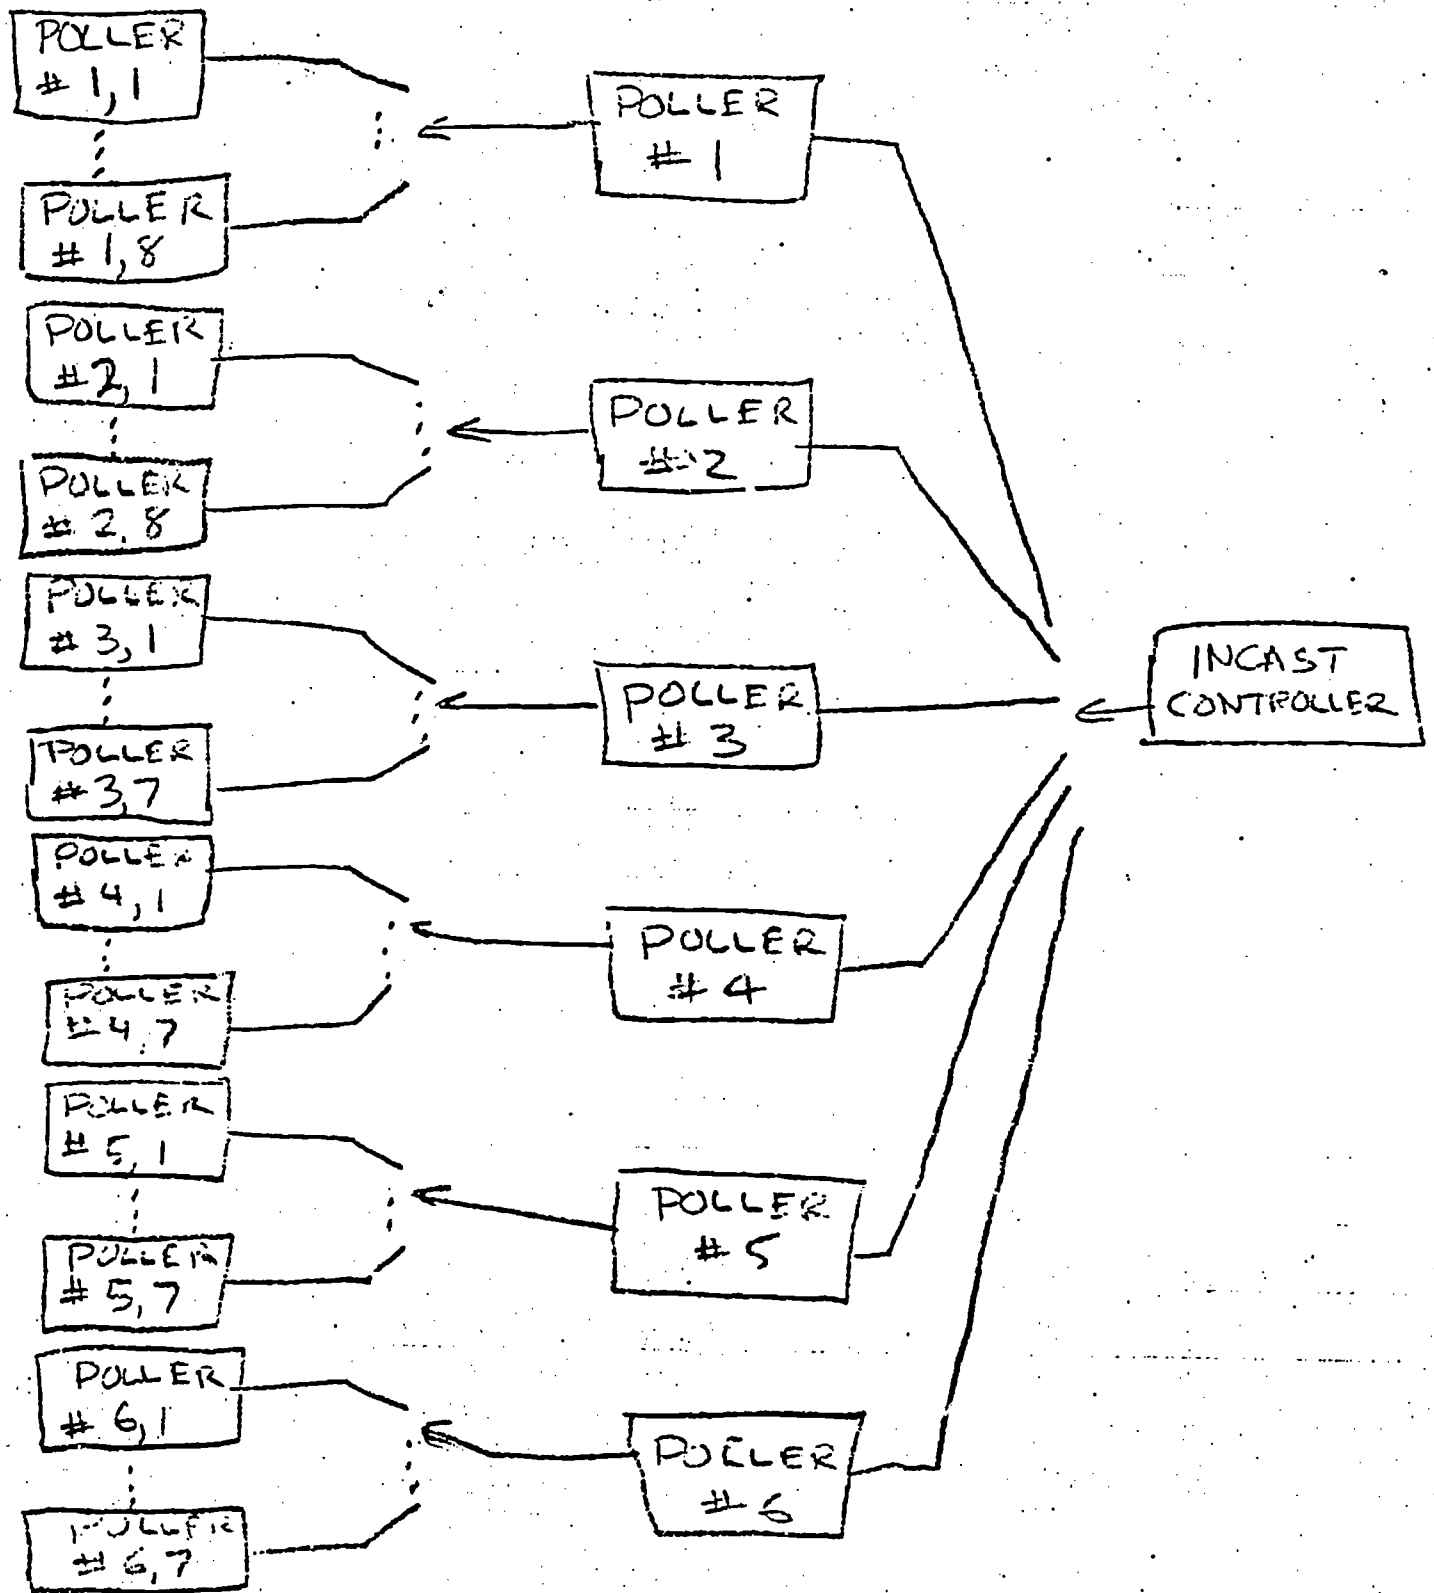 POLLER
# 1,1
POLLER
# 1,8
POLLER
# 2,1
POLLER
# 2,8
POLLER
# 3,1
POLLER
# 3,7
POLLER
# 4,1
POLLER
# 4,7
POLLER
# 5,1
POLLER
# 5,7
POLLER
# 6,1
POLLER
# 6,7
POLLER
# 1
POLLER
# 2
POLLER
# 3
POLLER
# 4
POLLER
# 5
POLLER
# 6
INCAST
CONTROLLER